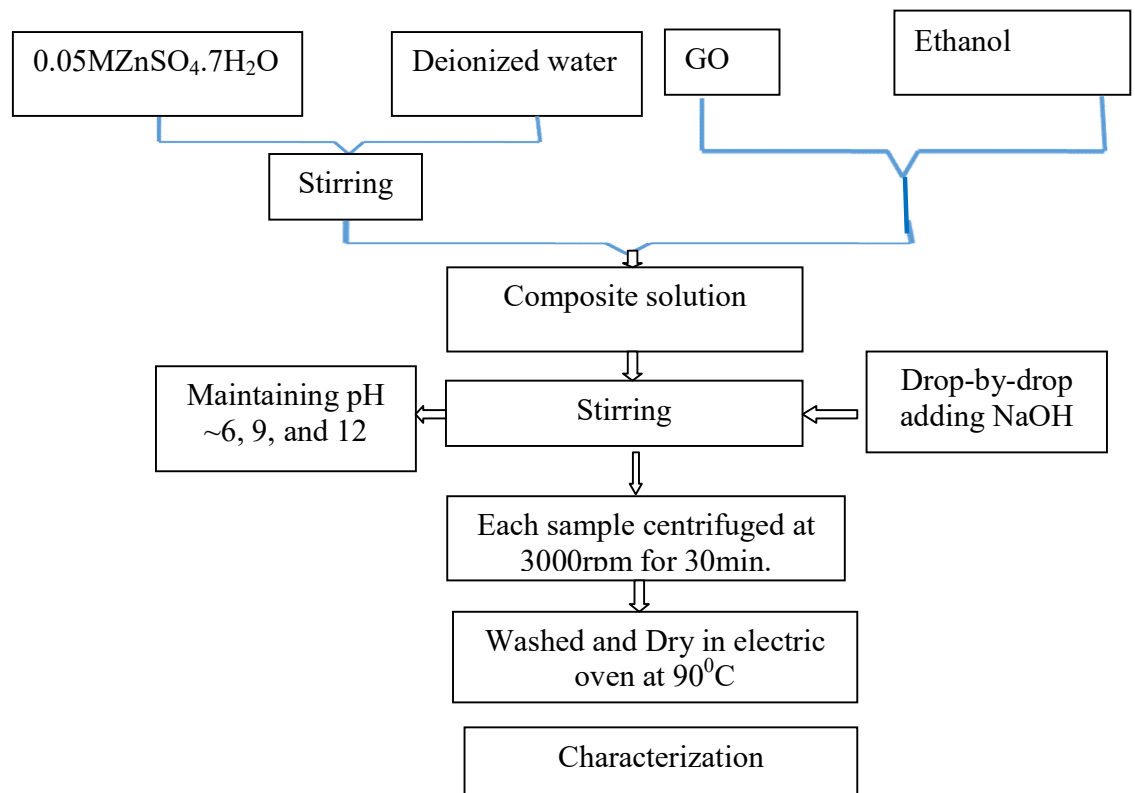 0.05MZnSO₄.7H₂O
Deionized water
GO
Ethanol
Stirring
Composite solution
Maintaining pH
~6, 9, and 12
Stirring
Drop-by-drop
adding NaOH
Each sample centrifuged at
3000rpm for 30min.
Washed and Dry in electric
oven at 90⁰C
Characterization